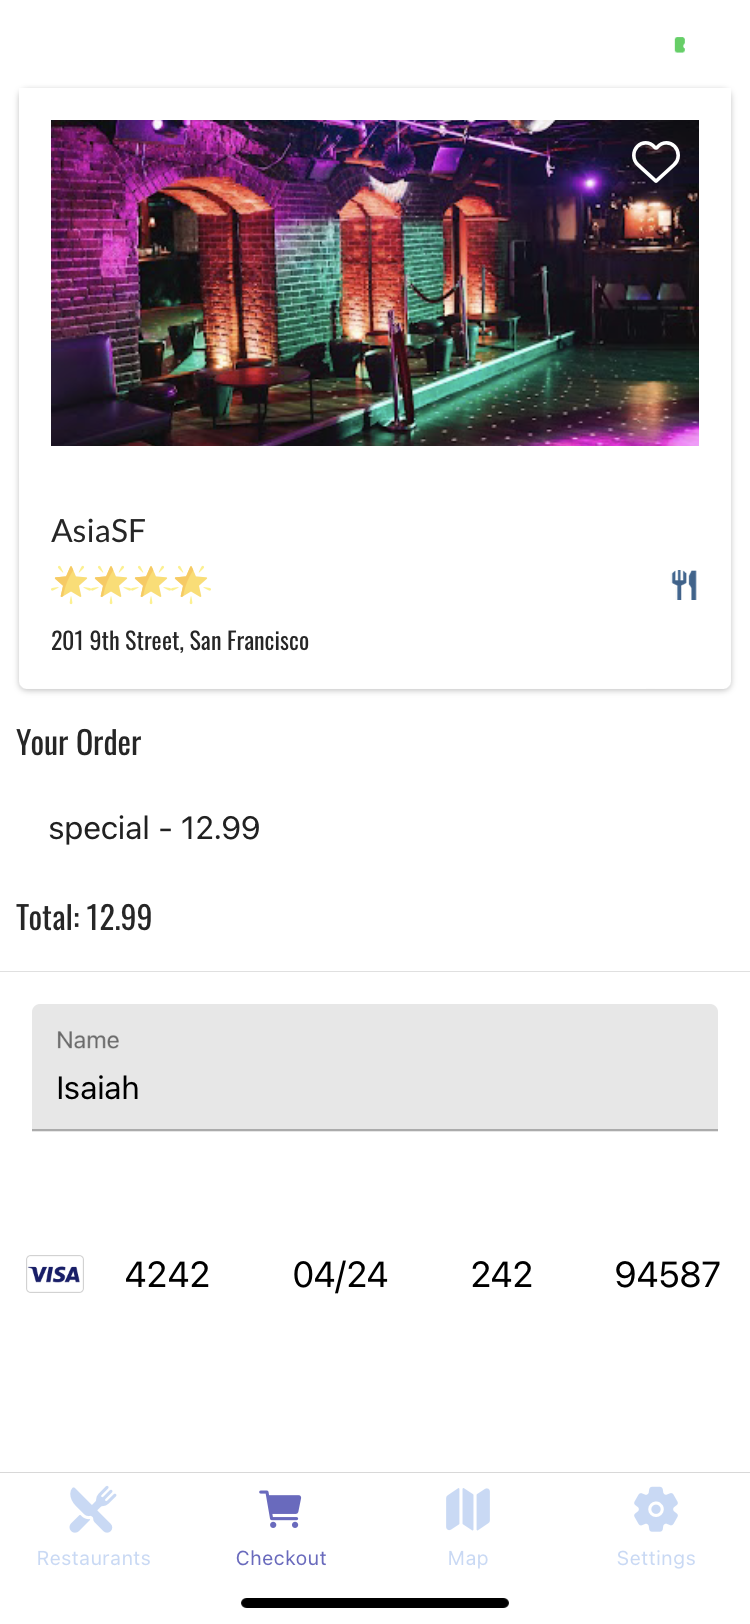 AsiaSF
201 9th Street, San Francisco
Your Order
special - 12.99
Total: 12.99
Name
Isaiah
VISA 4242 04/24 242 94587
Restaurants Checkout Map Settings